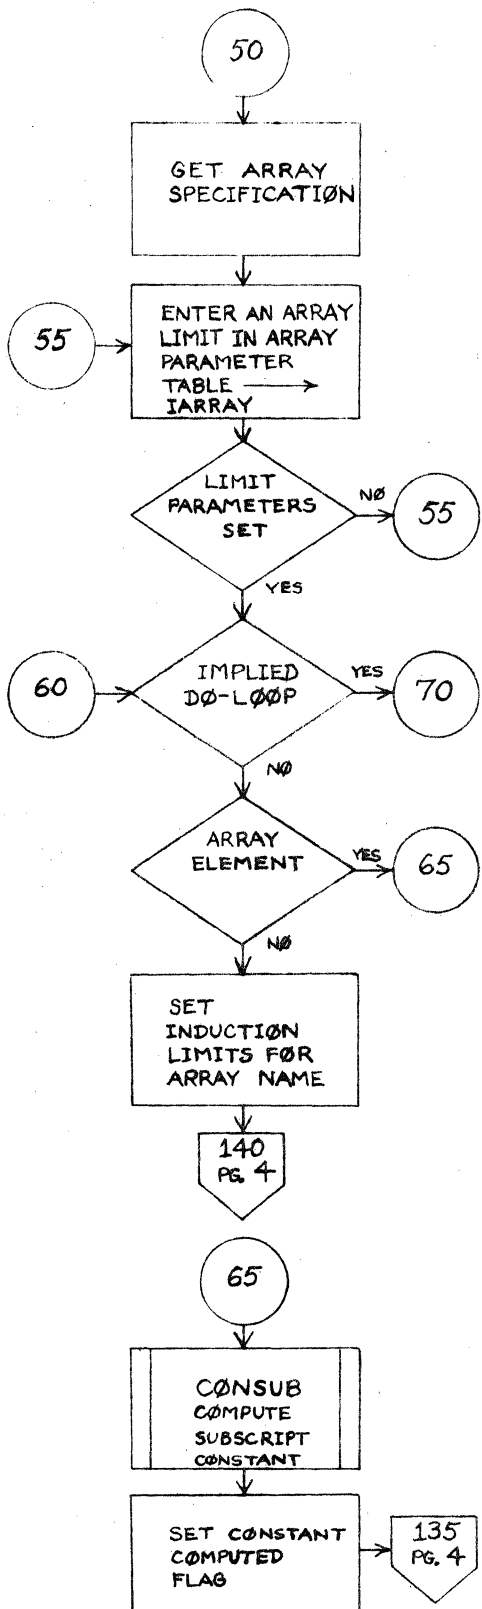 50
GET ARRAY
SPECIFICATIØN
55
ENTER AN ARRAY
LIMIT IN ARRAY
PARAMETER
TABLE
IARRAY
LIMIT
PARAMETERS
SET
NØ
55
YES
60
IMPLIED
DØ-LØØP
YES
70
NØ
ARRAY
ELEMENT
YES
65
NØ
SET
INDUCTIØN
LIMITS FØR
ARRAY NAME
140
PG. 4
65
CØNSUB
CØMPUTE
SUBSCRIPT
CØNSTANT
SET CØNSTANT
CØMPUTED
FLAG
135
PG. 4